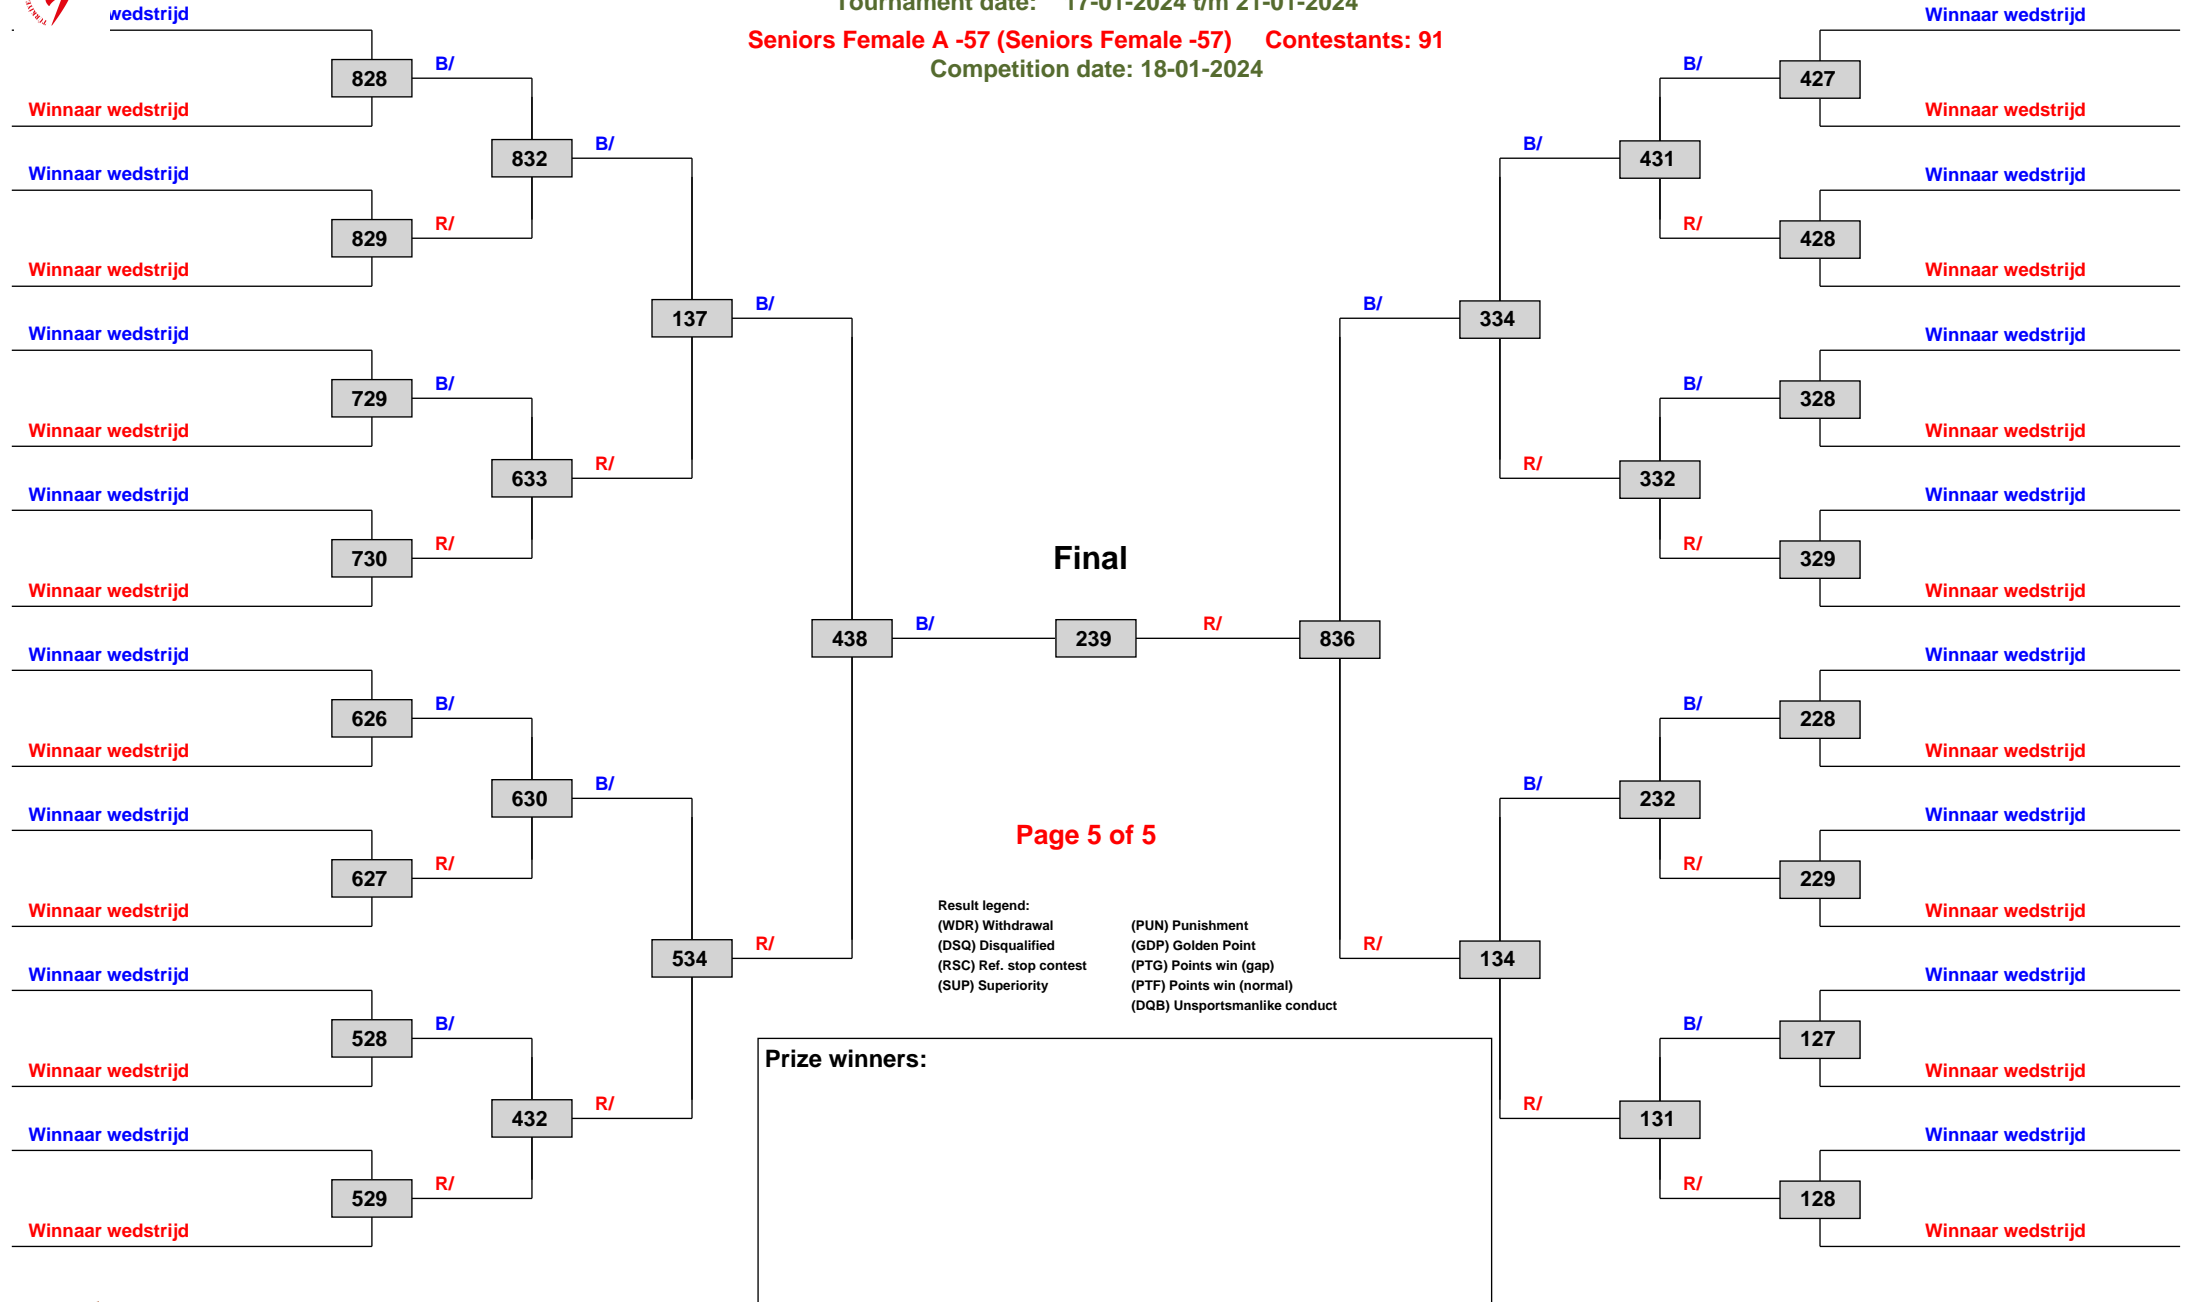 Tournament date: 17-01-2024 t/m 21-01-2024
Seniors Female A -57 (Seniors Female -57) Contestants: 91
Competition date: 18-01-2024
wedstrijd
828
B/
Winnaar wedstrijd
832
B/
Winnaar wedstrijd
829
R/
Winnaar wedstrijd
137
B/
Winnaar wedstrijd
729
B/
Winnaar wedstrijd
633
R/
Winnaar wedstrijd
730
R/
Winnaar wedstrijd
438
B/
Winnaar wedstrijd
626
B/
Winnaar wedstrijd
630
B/
Winnaar wedstrijd
627
R/
Winnaar wedstrijd
534
R/
Winnaar wedstrijd
528
B/
Winnaar wedstrijd
432
R/
Winnaar wedstrijd
529
R/
Winnaar wedstrijd
Final
239
R/
836
Page 5 of 5
Result legend:
(WDR) Withdrawal
(DSQ) Disqualified
(RSC) Ref. stop contest
(SUP) Superiority
(PUN) Punishment
(GDP) Golden Point
(PTG) Points win (gap)
(PTF) Points win (normal)
(DQB) Unsportsmanlike conduct
Prize winners:
Winnaar wedstrijd
B/
427
Winnaar wedstrijd
B/
431
Winnaar wedstrijd
R/
428
Winnaar wedstrijd
B/
334
Winnaar wedstrijd
B/
328
Winnaar wedstrijd
R/
332
Winnaar wedstrijd
R/
329
Winnaar wedstrijd
Winnaar wedstrijd
B/
228
Winnaar wedstrijd
B/
232
Winnaar wedstrijd
R/
229
Winnaar wedstrijd
R/
134
Winnaar wedstrijd
B/
127
Winnaar wedstrijd
R/
131
Winnaar wedstrijd
R/
128
Winnaar wedstrijd